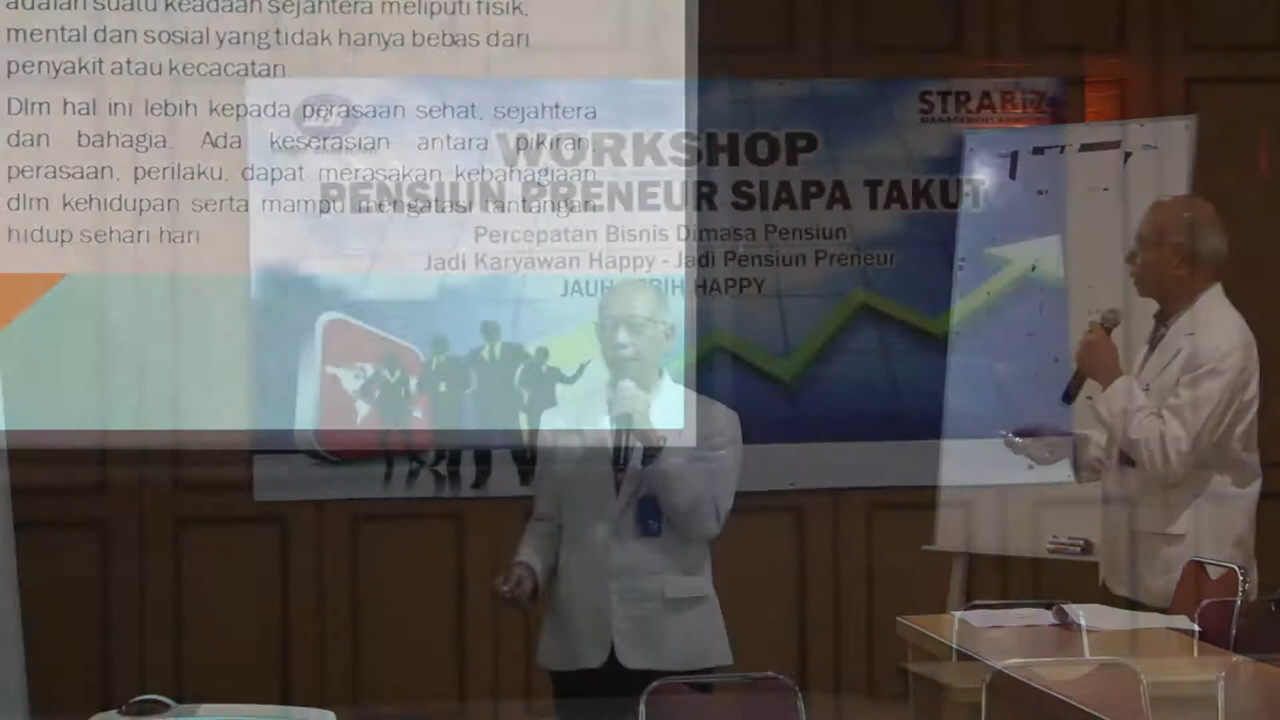 adalah suatu keadaan sejahtera meliputi fisik,
mental dan sosial yang tidak hanya bebas dari
penyakit atau kecacatan.
Dlm hal ini lebih kepada perasaan sehat, sejahtera
dan bahagia. Ada keserasian antara pikiran,
perasaan, perilaku, dapat merasakan kebahagiaan
dlm kehidupan serta mampu mengatasi tantangan
hidup sehari hari
STRABIZ
WORKSHOP
PENSIUN PRENEUR SIAPA TAKUT
Percepatan Bisnis Dimasa Pensiun
Jadi Karyawan Happy - Jadi Pensiun Preneur
JAUH LEBIH HAPPY